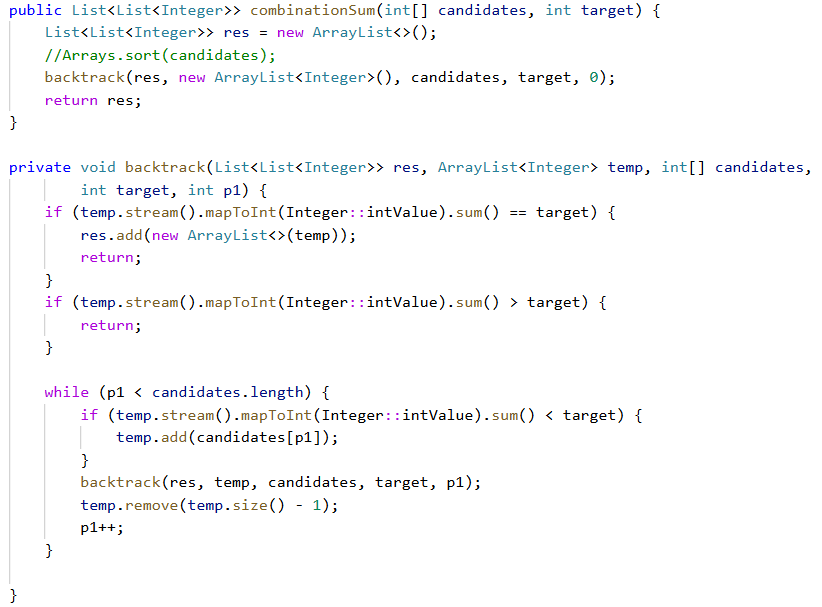 public List<List<Integer>> combinationSum(int[] candidates, int target) {
    List<List<Integer>> res = new ArrayList<>();
    //Arrays.sort(candidates);
    backtrack(res, new ArrayList<Integer>(), candidates, target, 0);
    return res;
}

private void backtrack(List<List<Integer>> res, ArrayList<Integer> temp, int[] candidates,
        int target, int p1) {
    if (temp.stream().mapToInt(Integer::intValue).sum() == target) {
        res.add(new ArrayList<>(temp));
        return;
    }
    if (temp.stream().mapToInt(Integer::intValue).sum() > target) {
        return;
    }

    while (p1 < candidates.length) {
        if (temp.stream().mapToInt(Integer::intValue).sum() < target) {
            temp.add(candidates[p1]);
        }
        backtrack(res, temp, candidates, target, p1);
        temp.remove(temp.size() - 1);
        p1++;
    }

}